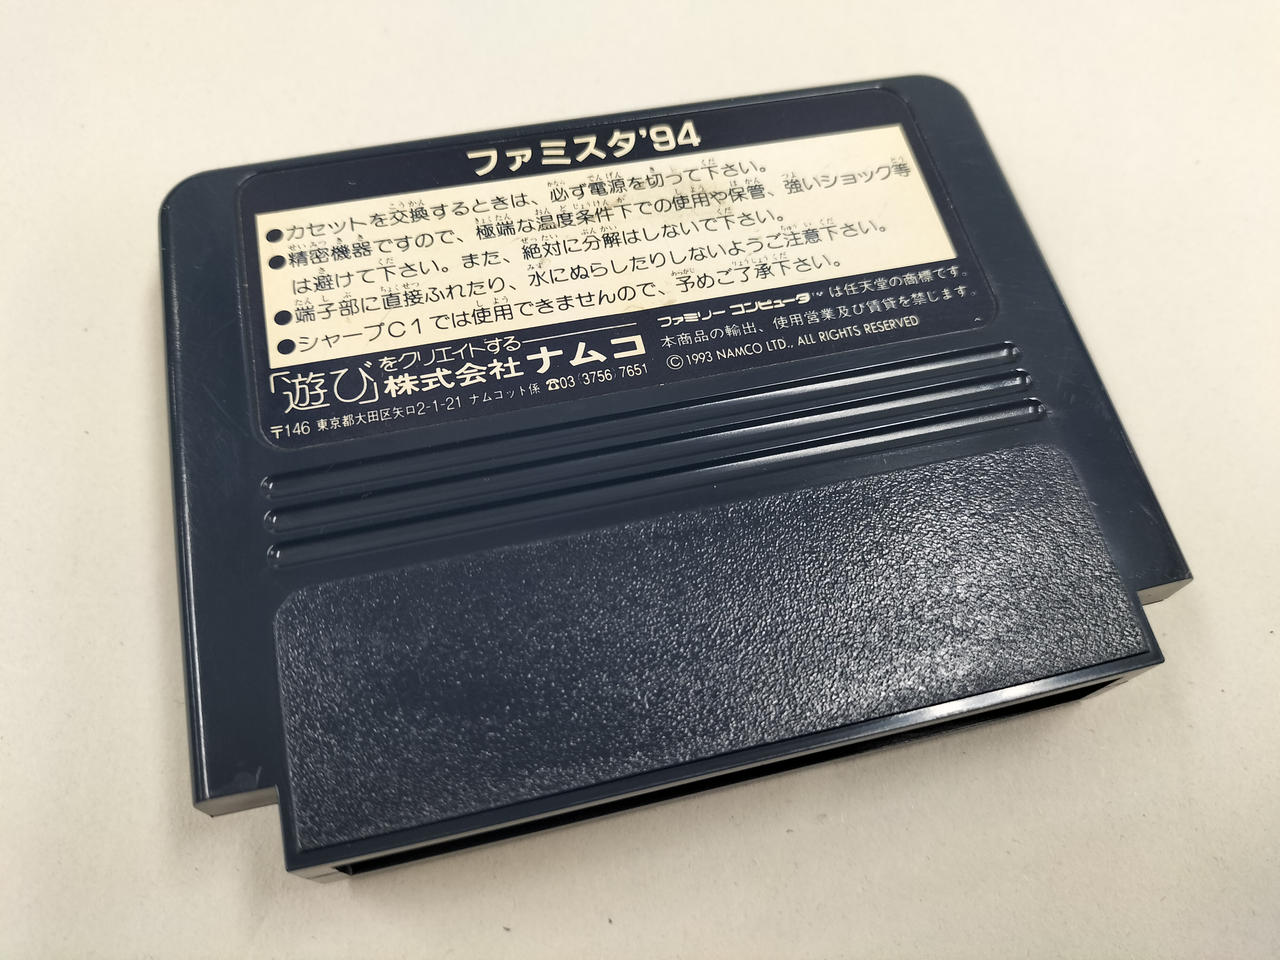 ファミスタ'94
●カセットを交換するときは、必ず電源を切って下さい。
●精密機器ですので、極端な温度条件下での使用や保管、強いショック等
は避けて下さい。また、絶対に分解はしないで下さい。
●端子部に直接ふれたり、水にぬらしたりしないようご注意下さい。
●シャープC1では使用できませんので、予めご了承下さい。
「遊び」をクリエイトする
株式会社ナムコ
〒146 東京都大田区矢口2-1-21 ナムコット係 ☎03(3756)7651
ファミリーコンピュータ™は任天堂の商標です。
本商品の輸出、使用営業及び賃貸を禁じます。
©1993 NAMCO LTD., ALL RIGHTS RESERVED